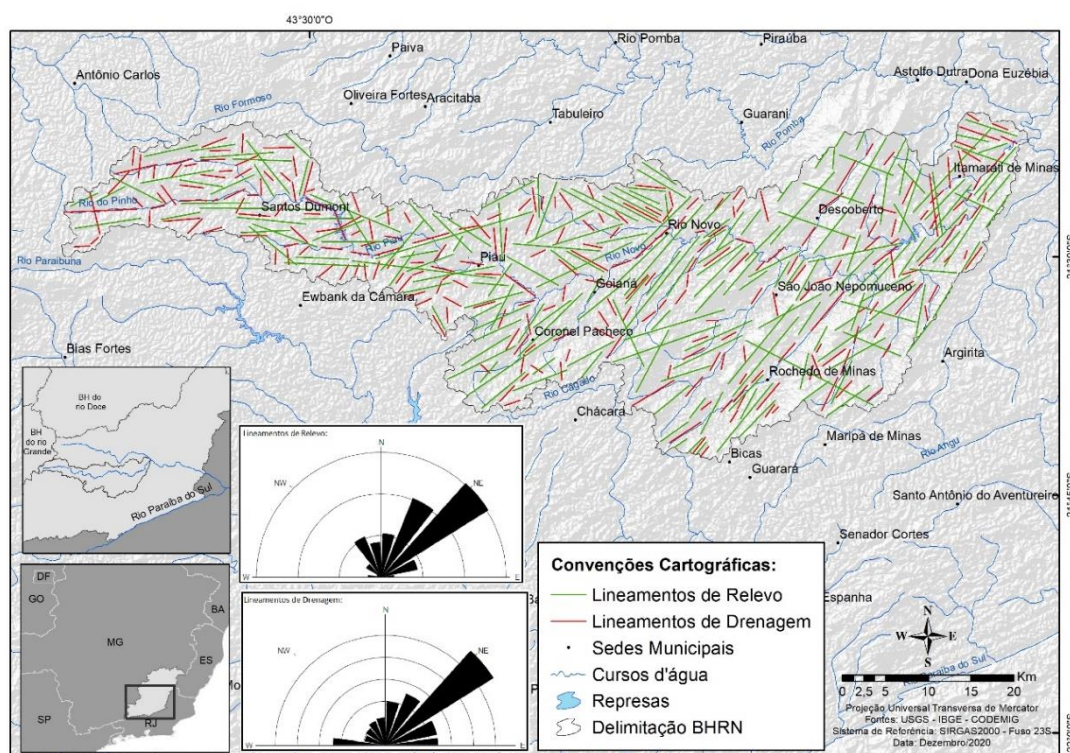 43°30'0"O
Paiva
Rio Pomba
Piraúba
Antônio Carlos
Astolfo Dutra
Dona Euzébia
Oliveira Fortes
Aracitaba
Rio Formoso
Tabuleiro
Guarani
Rio Pomba
Itamarati de Minas
Rio do Pinho
Santos Dumont
Descoberto
Rio Novo
Rio Piau
Rio Novo
Piau
Rio Paraibuna
Goianá
São João Nepomuceno
Ewbank da Câmara
Coronel Pacheco
Bias Fortes
Argirita
Rochedo de Minas
Rio Cágado
Chácara
Maripá de Minas
Bicas
Rio Angu
Guarará
Santo Antônio do Aventureiro
Senador Cortes
Espanha
Rio Paraíba do Sul
BH do
rio Doce
BH
do rio
Grande
Rio Paraíba do Sul
DF
GO
BA
MG
ES
SP
RJ
Lineamentos de Relevo:
N
NW
NE
W
E
Lineamentos de Drenagem:
N
NW
NE
W
E
Convenções Cartográficas:
Lineamentos de Relevo
Lineamentos de Drenagem
Sedes Municipais
Cursos d'água
Represas
Delimitação BHRN
N
W
E
S
0 2,5 5 10 15 20
Km
Projeção Universal Transversa de Mercator
Fontes: USGS - IBGE - CODEMIG
Sistema de Referência: SIRGAS2000 - Fuso 23S
Data: Dezembro/2020